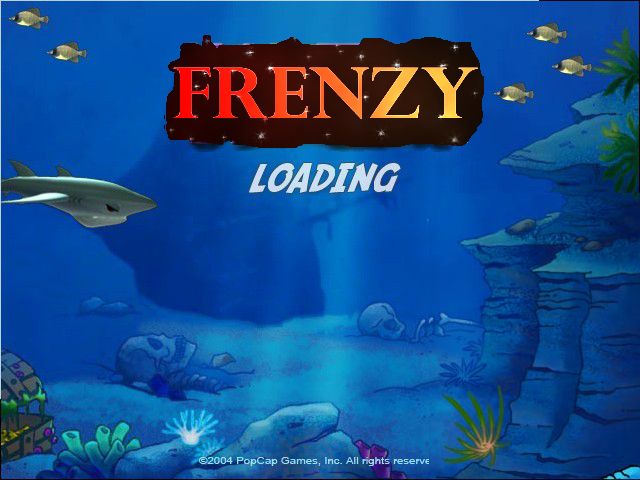 FRENZY
LOADING
©2004 PopCap Games, Inc. All rights reserve